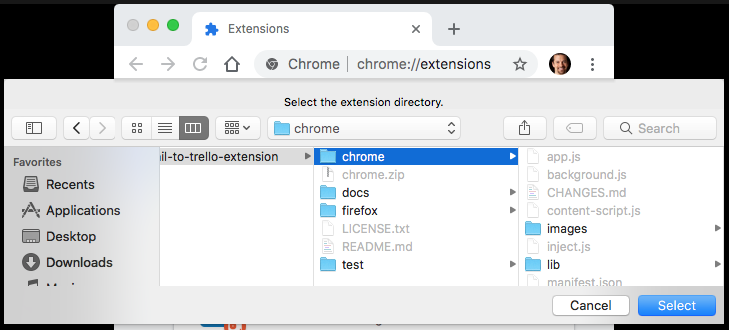 Extensions
Chrome | chrome://extensions
Select the extension directory.
chrome
Search
Favorites
Recents
Applications
Desktop
Downloads
il-to-trello-extension
chrome
chrome.zip
docs
firefox
LICENSE.txt
README.md
test
app.js
background.js
CHANGES.md
content-script.js
images
inject.js
lib
manifest.json
Cancel
Select